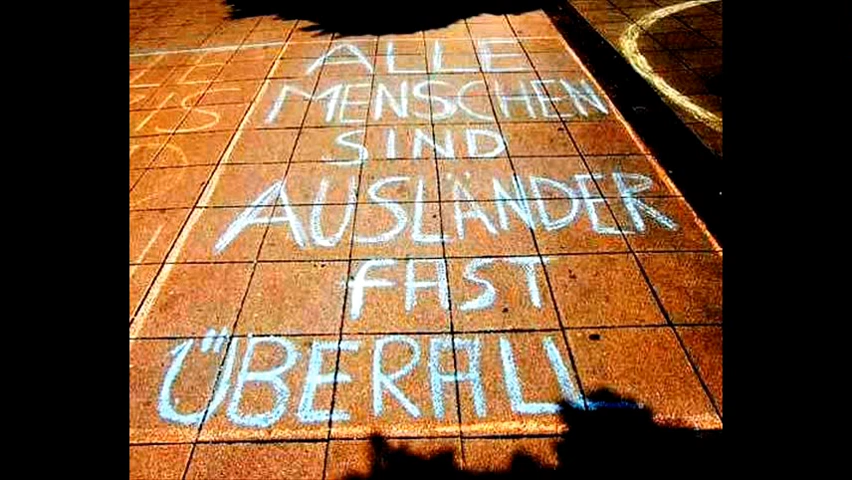 ALLE
MENSCHEN
SIND
AUSLÄNDER
FAST
ÜBERALL